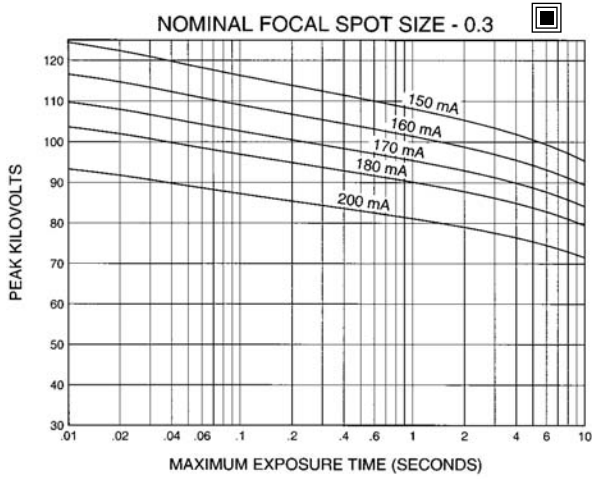 NOMINAL FOCAL SPOT SIZE - 0.3
120
110
100
90
80
70
60
50
40
30
PEAK KILOVOLTS
150 mA
160 mA
170 mA
180 mA
200 mA
.01 .02 .04 .06 .1 .2 .4 .6 1 2 4 6 10
MAXIMUM EXPOSURE TIME (SECONDS)